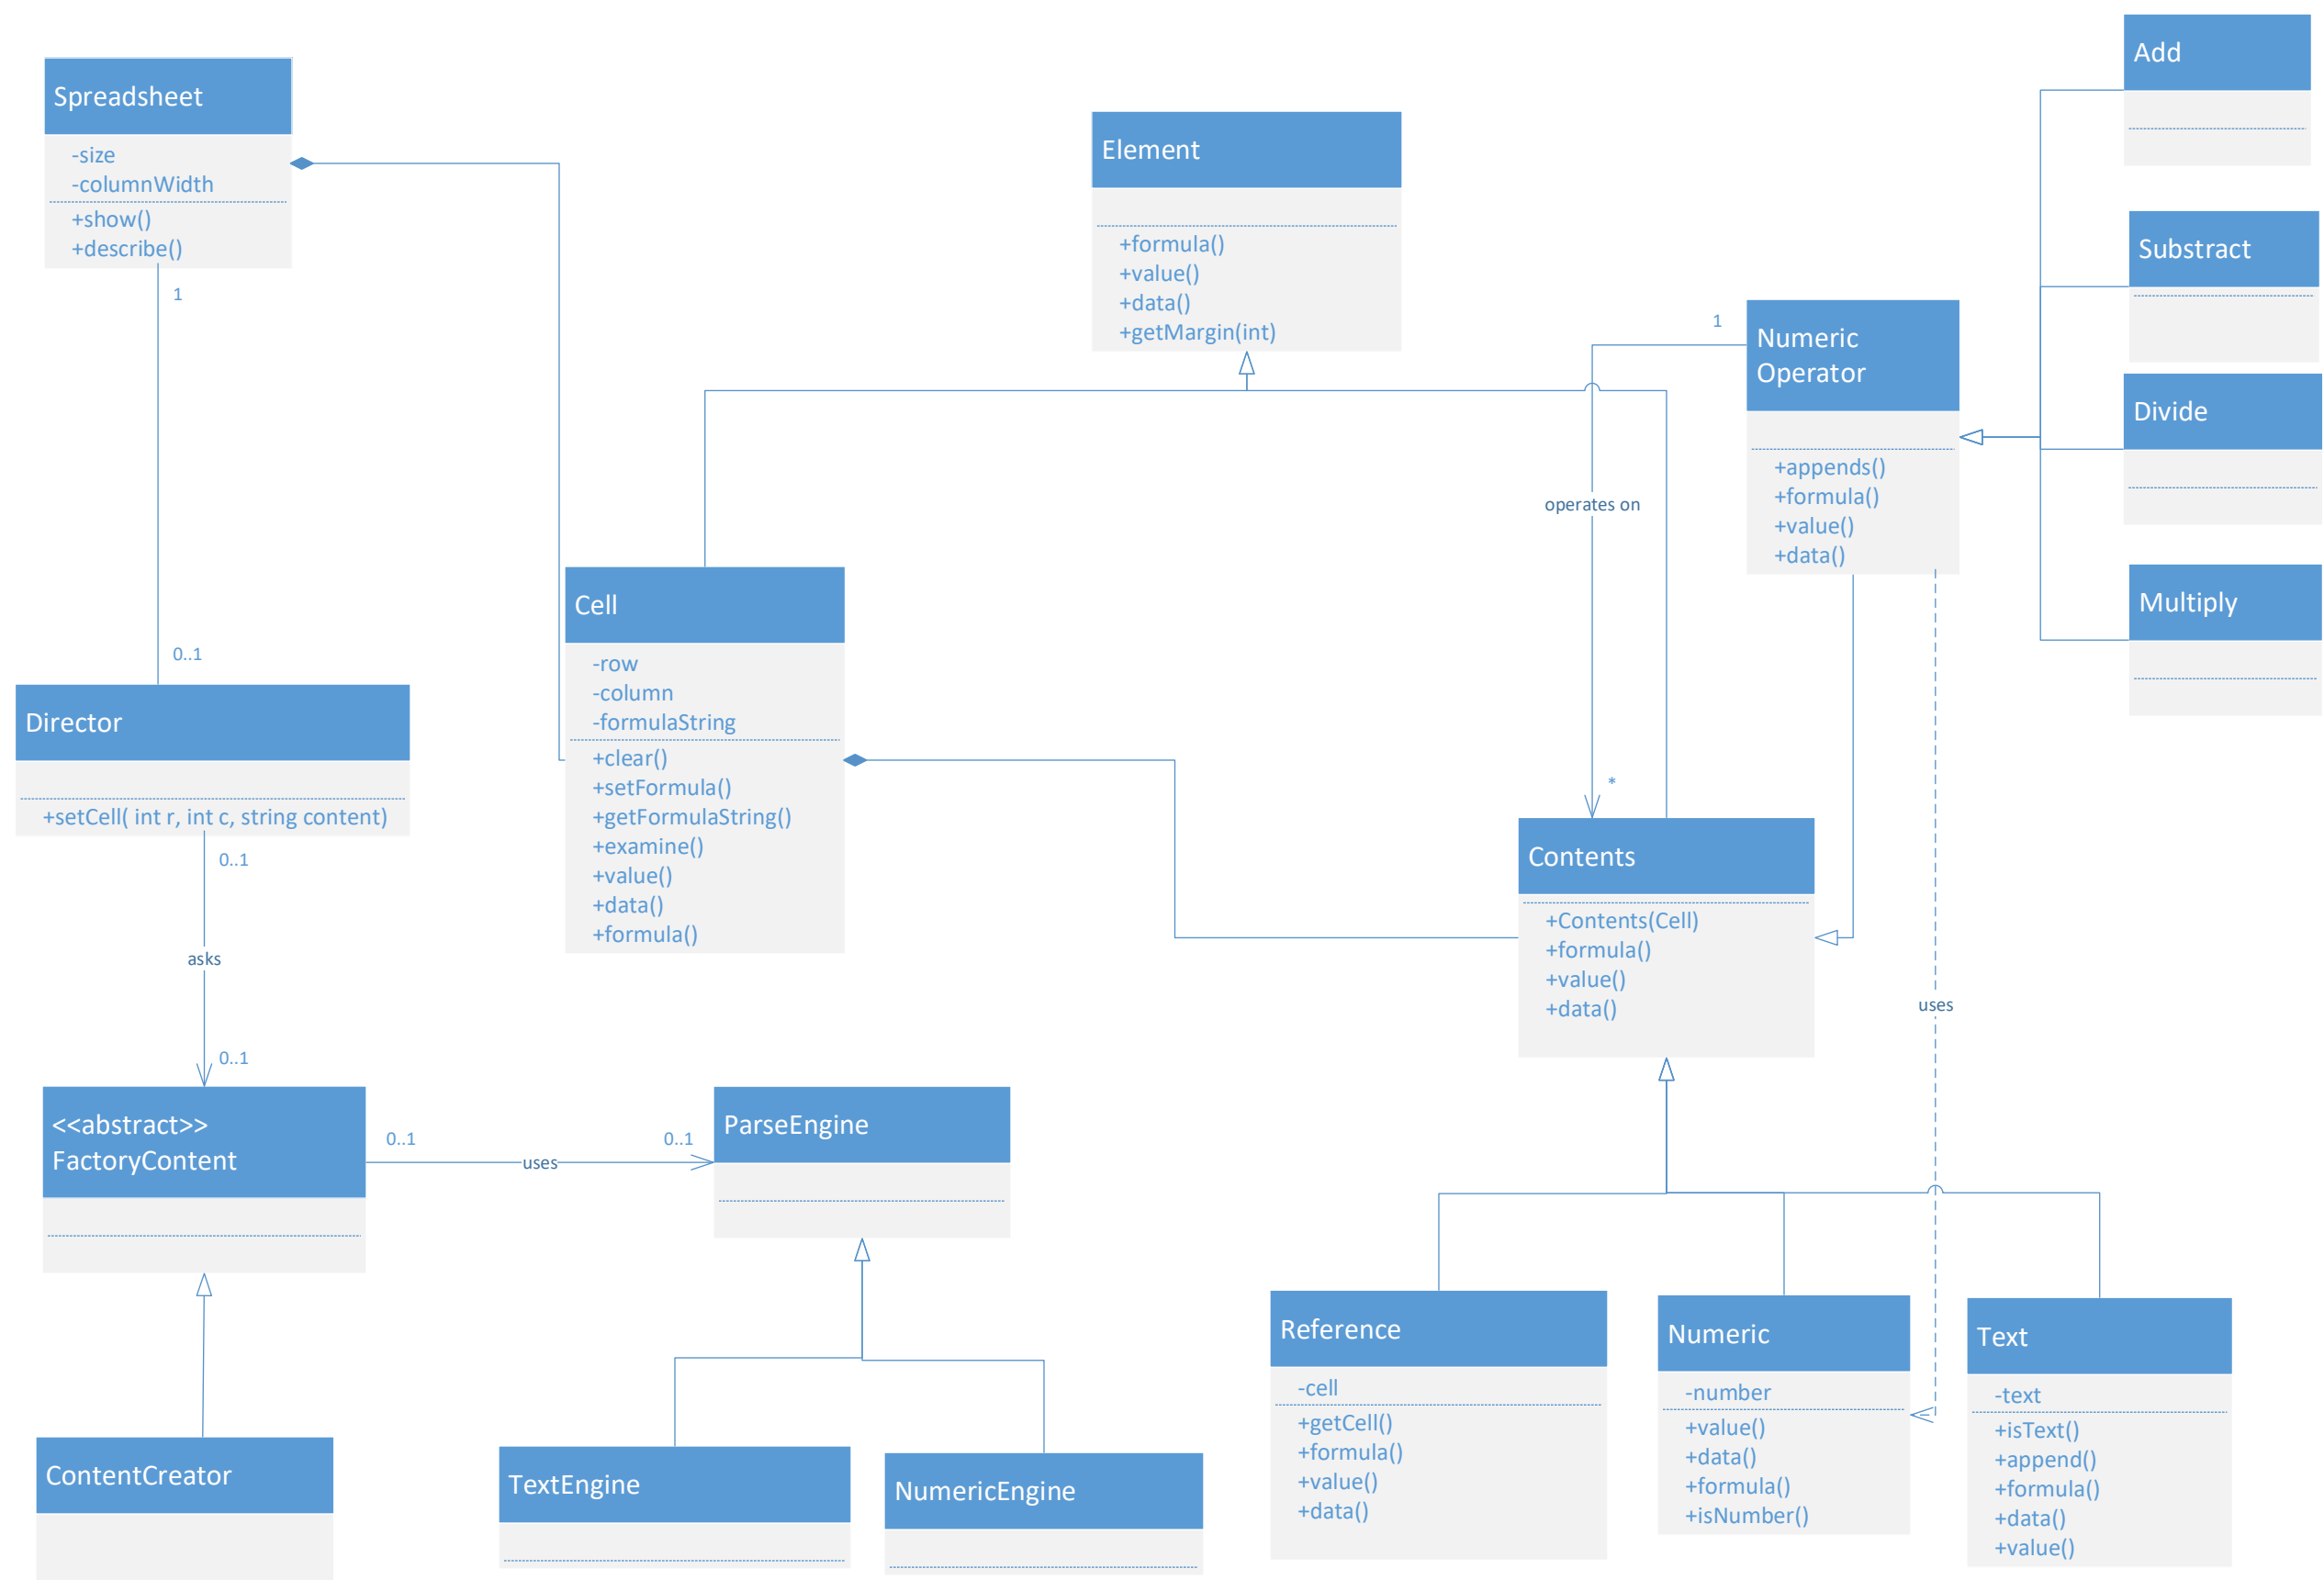 Spreadsheet
-size
-columnWidth
+show()
+describe()
1
0..1
Director
+setCell( int r, int c, string content)
0..1
asks
0..1
<<abstract>>
FactoryContent
0..1
uses
0..1
ParseEngine
ContentCreator
TextEngine
NumericEngine
Element
+formula()
+value()
+data()
+getMargin(int)
Cell
-row
-column
-formulaString
+clear()
+setFormula()
+getFormulaString()
+examine()
+value()
+data()
+formula()
1
operates on
*
Numeric
Operator
+appends()
+formula()
+value()
+data()
Add
Substract
Divide
Multiply
Contents
+Contents(Cell)
+formula()
+value()
+data()
uses
Reference
-cell
+getCell()
+formula()
+value()
+data()
Numeric
-number
+value()
+data()
+formula()
+isNumber()
Text
-text
+isText()
+append()
+formula()
+data()
+value()